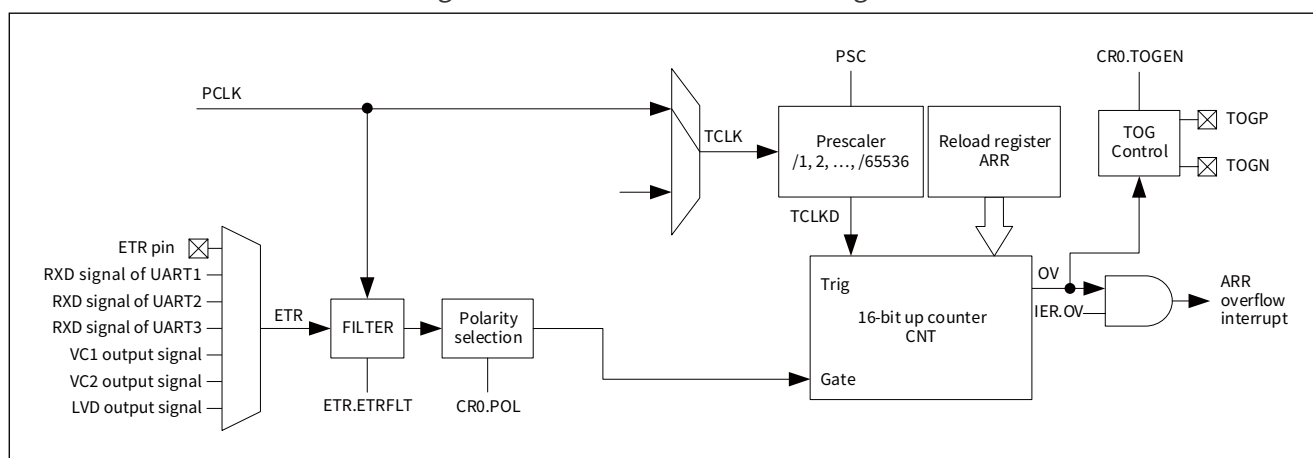 PCLK
TCLK
PSC
Prescaler
/1, 2, …, /65536
Reload register
ARR
CR0.TOGEN
TOG
Control
TOGP
TOGN
TCLKD
ETR pin
RXD signal of UART1
RXD signal of UART2
RXD signal of UART3
VC1 output signal
VC2 output signal
LVD output signal
ETR
FILTER
ETR.ETRFLT
Polarity
selection
CR0.POL
Trig
16-bit up counter
CNT
Gate
OV
IER.OV
ARR
overflow
interrupt